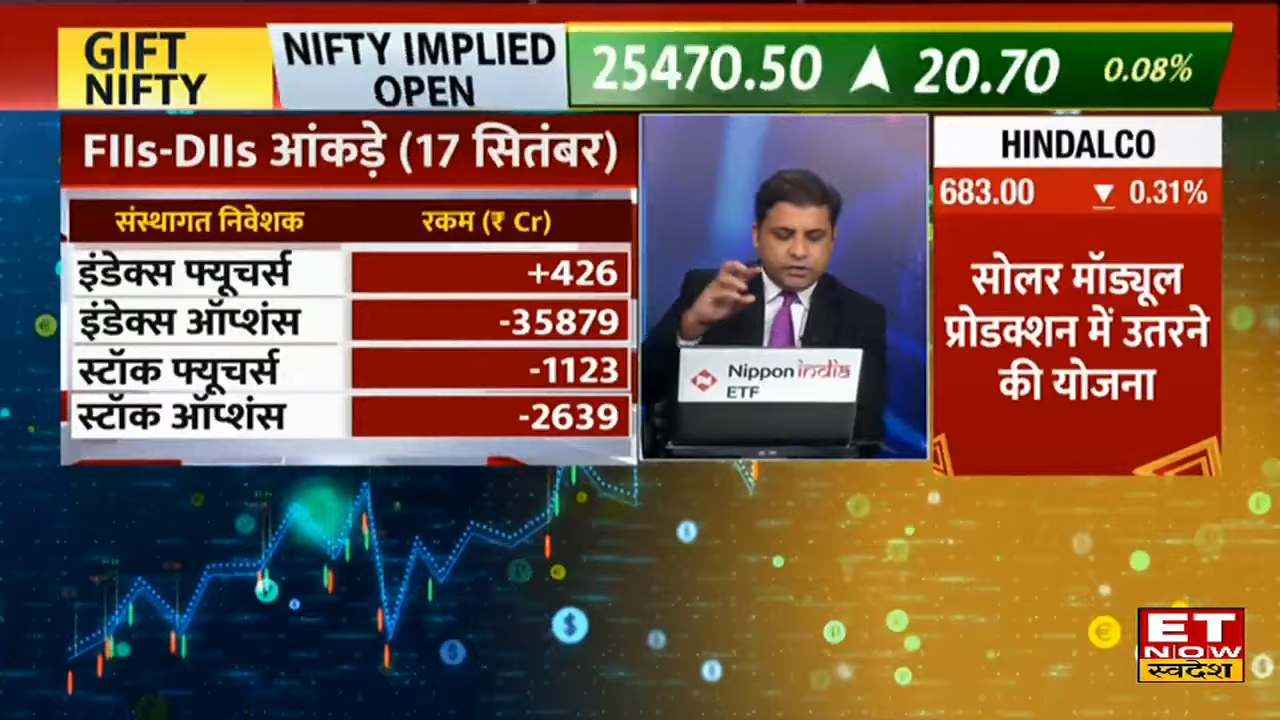 GIFT
NIFTY
NIFTY IMPLIED
OPEN
25470.50 ▲ 20.70 0.08%
FIIs-DIIs आंकड़े (17 सितंबर)
संस्थागत निवेशक रकम (₹ Cr)
इंडेक्स फ्यूचर्स +426
इंडेक्स ऑप्शंस -35879
स्टॉक फ्यूचर्स -1123
स्टॉक ऑप्शंस -2639
Nippon india
ETF
HINDALCO
683.00 ▼ 0.31%
सोलर मॉड्यूल
प्रोडक्शन में उतरने
की योजना
ET
NOW
स्वदेश